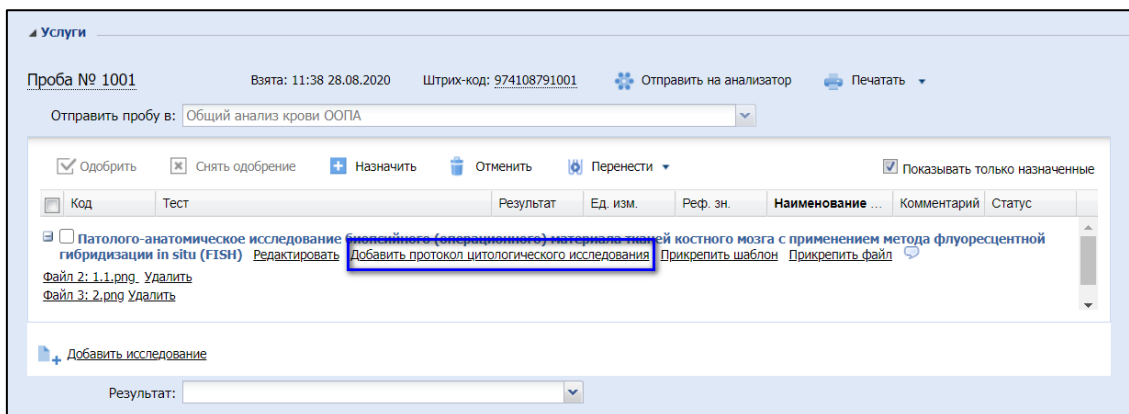 Услуги
Проба № 1001 Взята: 11:38 28.08.2020 Штрих-код: 974108791001 Отправить на анализатор Печатать
Отправить пробу в: Общий анализ крови ООПА
Одобрить Снять одобрение Назначить Отменить Перенести Показывать только назначенные
Код Тест Результат Ед. изм. Реф. зн. Наименование ... Комментарий Статус
Патолого-анатомическое исследование биопсийного (операционного) материала тканей костного мозга с применением метода флуоресцентной
гибридизации in situ (FISH) Редактировать Добавить протокол цитологического исследования Прикрепить шаблон Прикрепить файл
Файл 2: 1.1.png Удалить
Файл 3: 2.png Удалить
Добавить исследование
Результат: